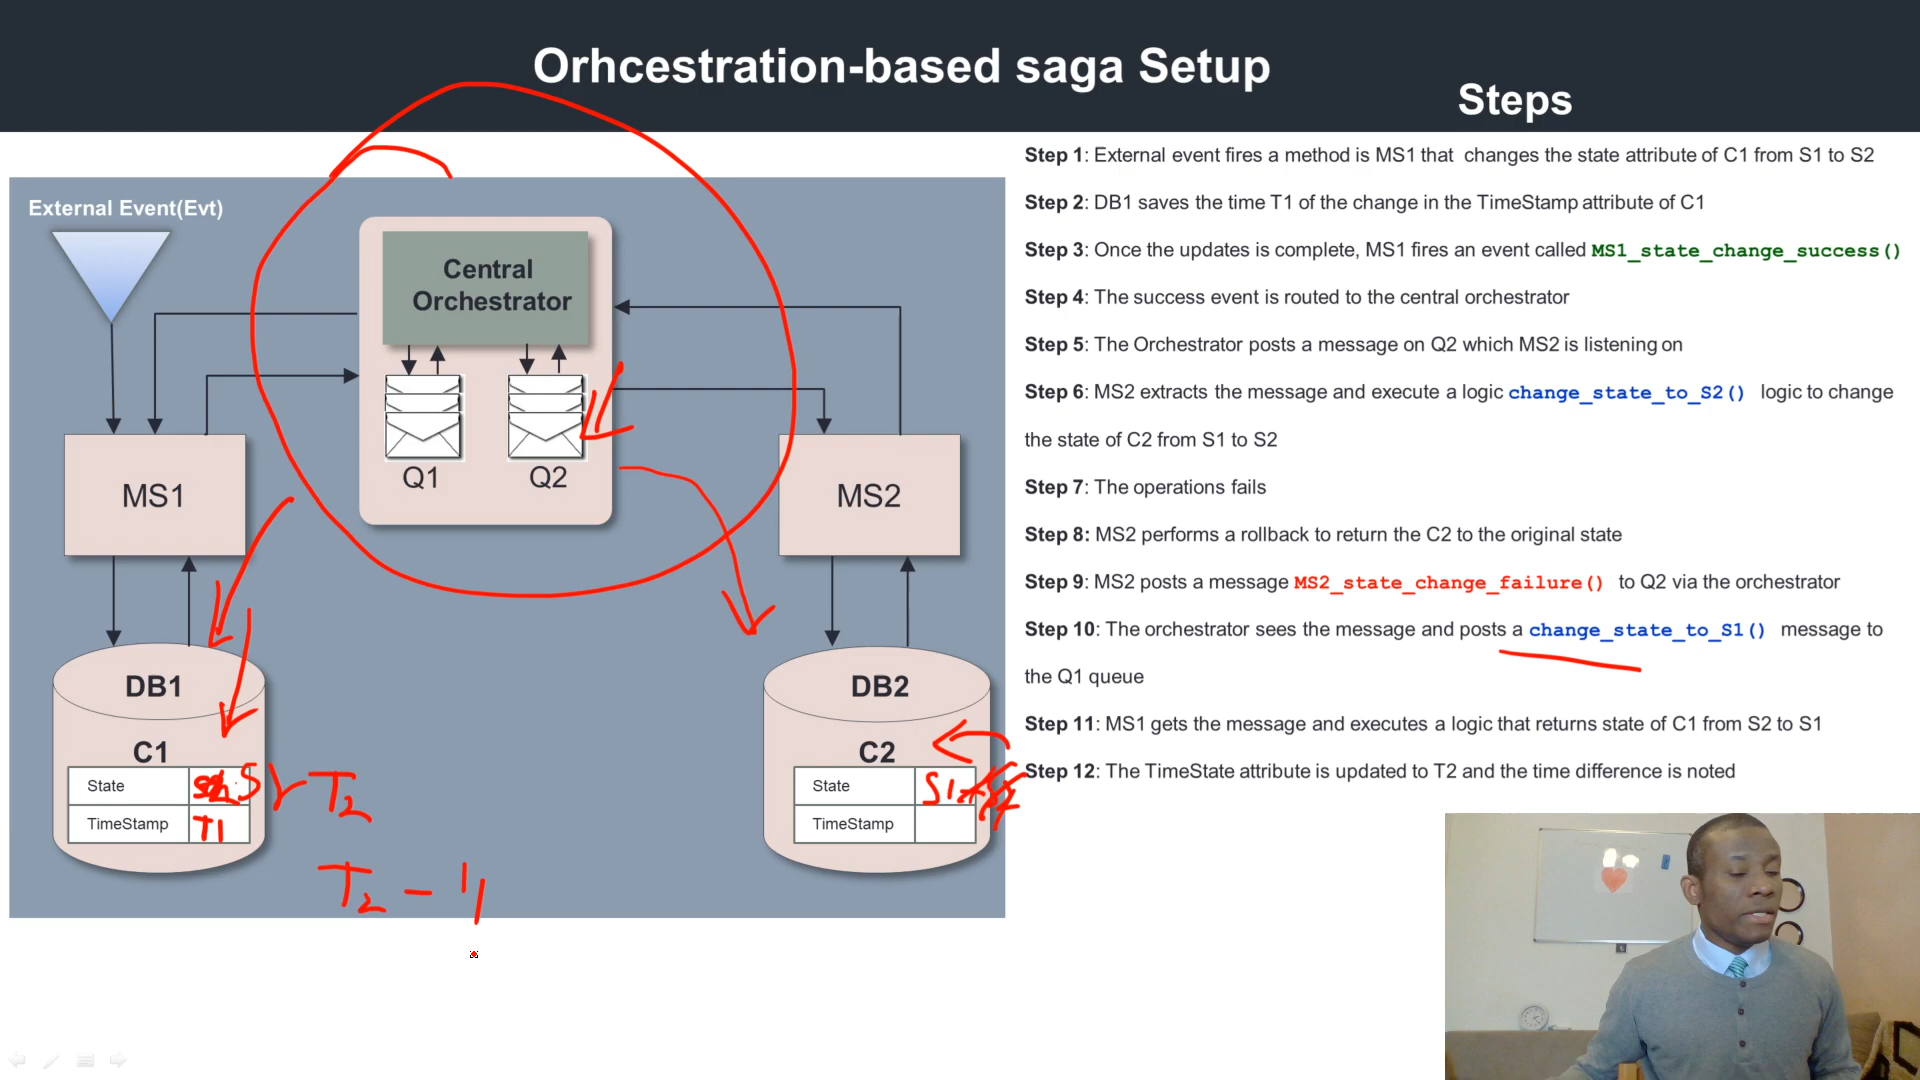 Orhcestration-based saga Setup
Steps
External Event(Evt)
Central
Orchestrator
Q1
Q2
MS1
MS2
DB1
C1
State
TimeStamp T1
T2
T2 -
DB2
C2
State S1
TimeStamp
Step 1: External event fires a method is MS1 that changes the state attribute of C1 from S1 to S2
Step 2: DB1 saves the time T1 of the change in the TimeStamp attribute of C1
Step 3: Once the updates is complete, MS1 fires an event called MS1_state_change_success()
Step 4: The success event is routed to the central orchestrator
Step 5: The Orchestrator posts a message on Q2 which MS2 is listening on
Step 6: MS2 extracts the message and execute a logic change_state_to_S2() logic to change
the state of C2 from S1 to S2
Step 7: The operations fails
Step 8: MS2 performs a rollback to return the C2 to the original state
Step 9: MS2 posts a message MS2_state_change_failure() to Q2 via the orchestrator
Step 10: The orchestrator sees the message and posts a change_state_to_S1() message to
the Q1 queue
Step 11: MS1 gets the message and executes a logic that returns state of C1 from S2 to S1
Step 12: The TimeState attribute is updated to T2 and the time difference is noted